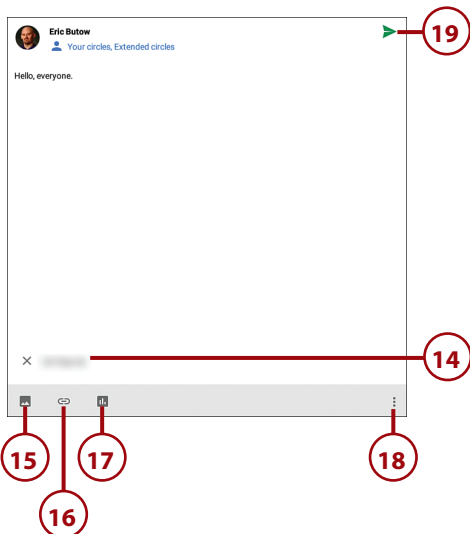 Eric Butow
19
Your circles, Extended circles
Hello, everyone.
14
15
17
18
16